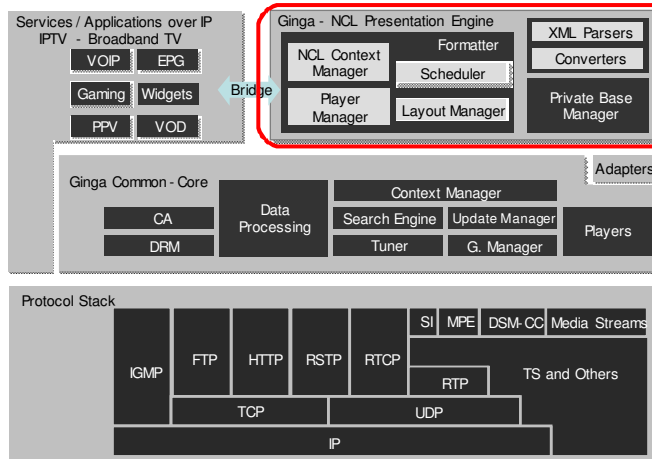 Services / Applications over IP
IPTV - Broadband TV
VOIP
EPG
Gaming
Widgets
PPV
VOD
Bridge
Ginga - NCL Presentation Engine
Formatter
NCL Context
Manager
Scheduler
Player
Manager
Layout Manager
XML Parsers
Converters
Private Base
Manager
Adapters
Ginga Common - Core
CA
DRM
Data
Processing
Context Manager
Search Engine
Update Manager
Tuner
G. Manager
Players
Protocol Stack
IGMP
FTP
HTTP
RSTP
RTCP
SI
MPE
DSM-CC
Media Streams
RTP
TS and Others
TCP
UDP
IP